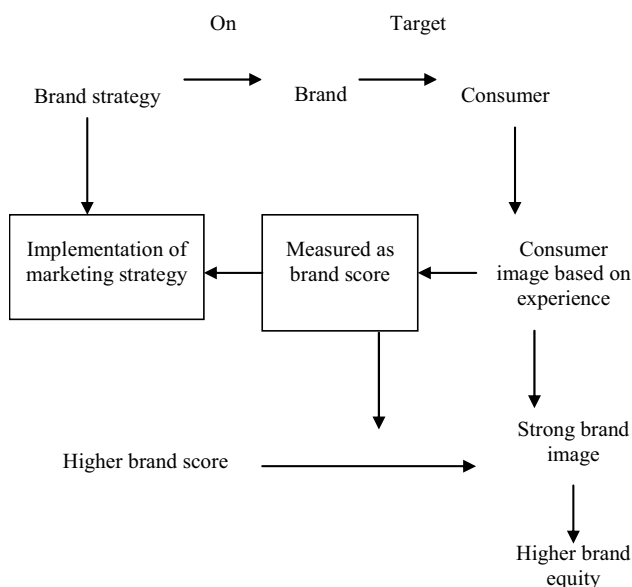 On Target
Brand strategy Brand Consumer
Implementation of
marketing strategy
Measured as
brand score
Consumer
image based on
experience
Higher brand score
Strong brand
image
Higher brand
equity